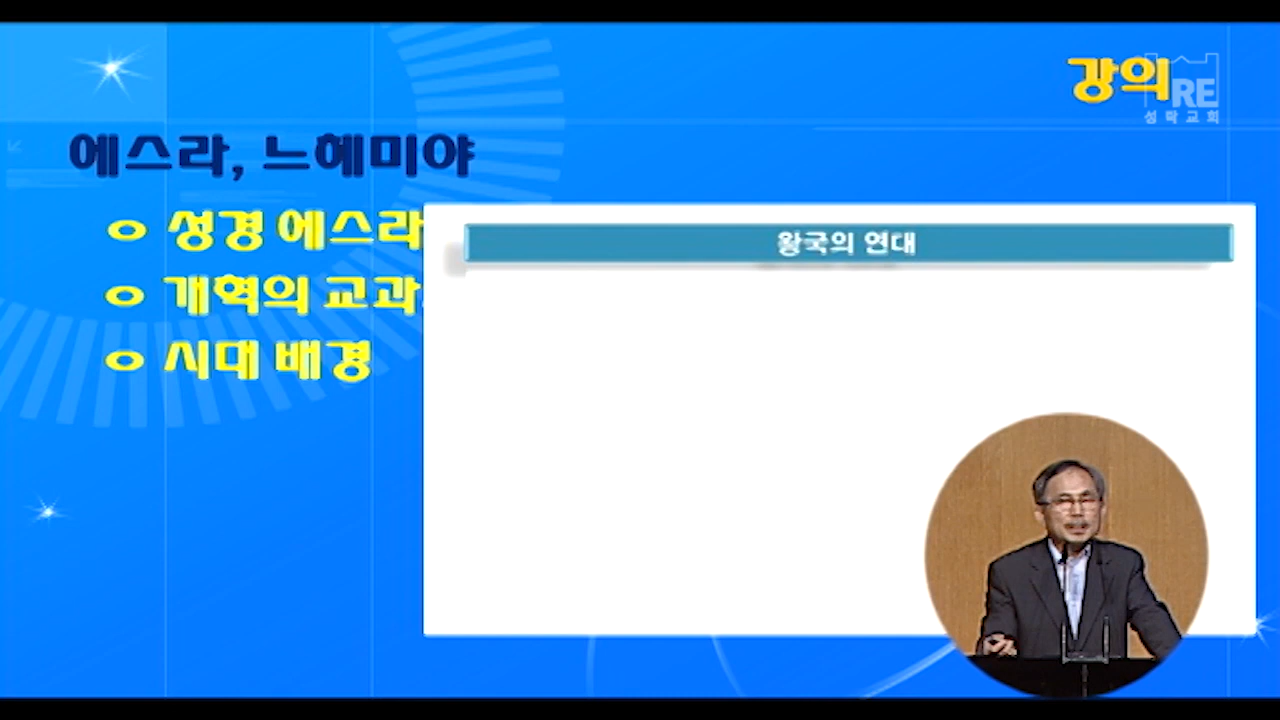 강의
RE
성락교회
에스라, 느헤미야
성경 에스라
개혁의 교과
시대 배경
왕국의 연대